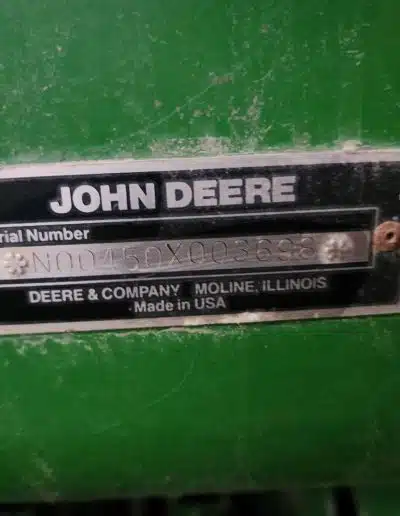 JOHN DEERE
rial Number
N00450X003698
DEERE & COMPANY MOLINE, ILLINOIS
Made in USA